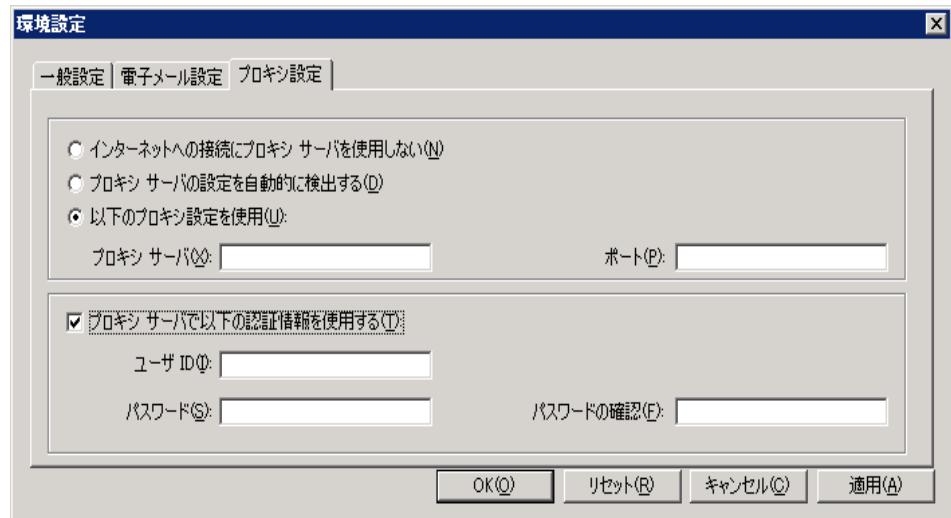 環境設定
一般設定 電子メール設定 プロキシ設定
インターネットへの接続にプロキシ サーバを使用しない(N)
プロキシ サーバの設定を自動的に検出する(D)
以下のプロキシ設定を使用(U):
プロキシ サーバ(X): ポート(P):
プロキシ サーバで以下の認証情報を使用する(T):
ユーザ ID(I):
パスワード(S): パスワードの確認(F):
OK(O) リセット(R) キャンセル(C) 適用(A)